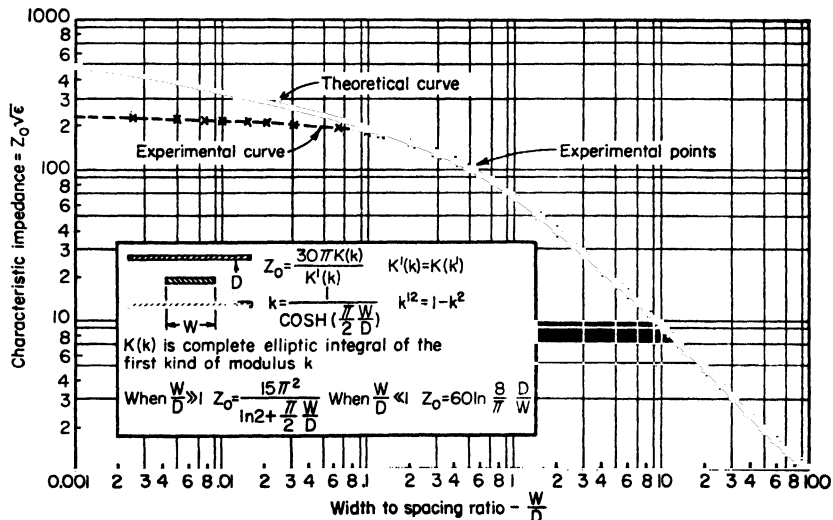 1000
8
6
4
3
2
100
8
6
4
3
2
10
8
6
4
3
2
1
Characteristic impedance = Z₀√ε
Theoretical curve
Experimental curve
Experimental points
D
W
Z₀ = 30πK(k) / K'(k)    K'(k) = K(k')
k = 1 / COSH(π/2 W/D)    k'² = 1-k²
K(k) is complete elliptic integral of the
first kind of modulus k
When W/D ≫ 1 Z₀ = 15π² / ln2 + π/2 W/D When W/D ≪ 1 Z₀ = 60 ln 8/π D/W
0.001 2 3 4 6 8 .01 2 3 4 6 8 .1 2 3 4 6 8 1 2 3 4 6 8 10 2 3 4 6 8 100
Width to spacing ratio - W/D